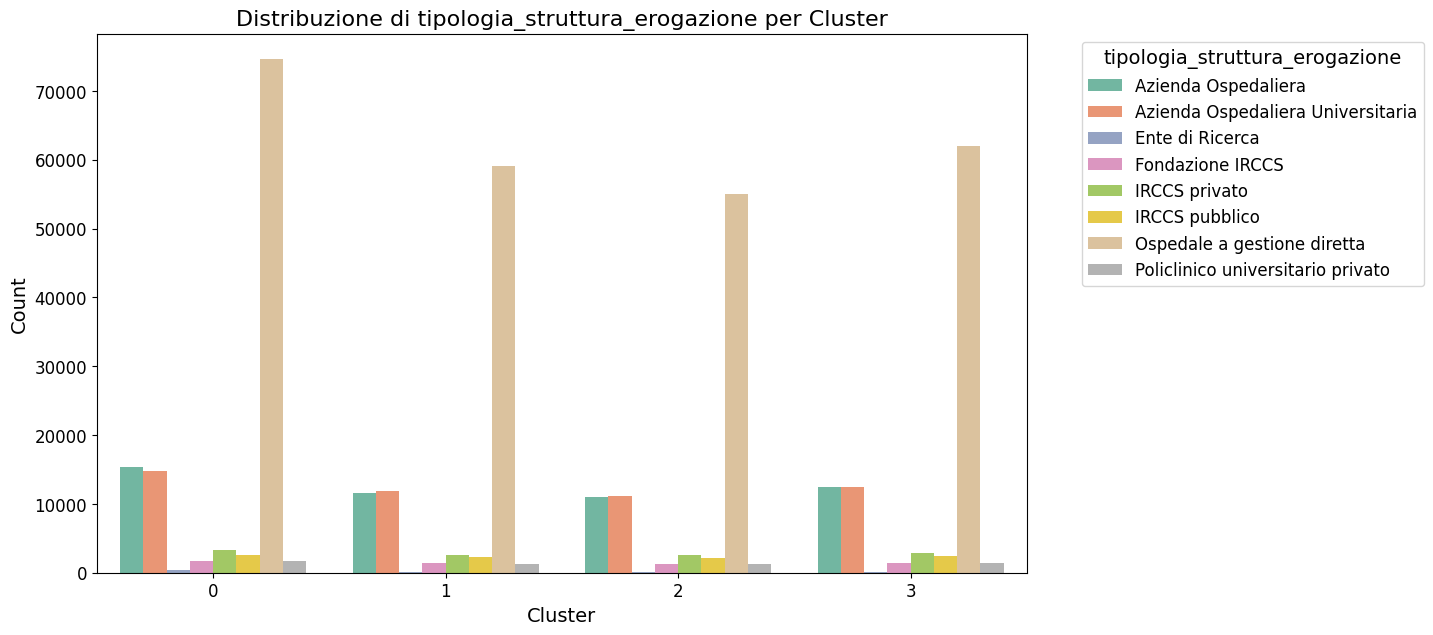 Distribuzione di tipologia_struttura_erogazione per Cluster
70000
60000
50000
40000
30000
20000
10000
0
Count
0 1 2 3
Cluster
tipologia_struttura_erogazione
Azienda Ospedaliera
Azienda Ospedaliera Universitaria
Ente di Ricerca
Fondazione IRCCS
IRCCS privato
IRCCS pubblico
Ospedale a gestione diretta
Policlinico universitario privato